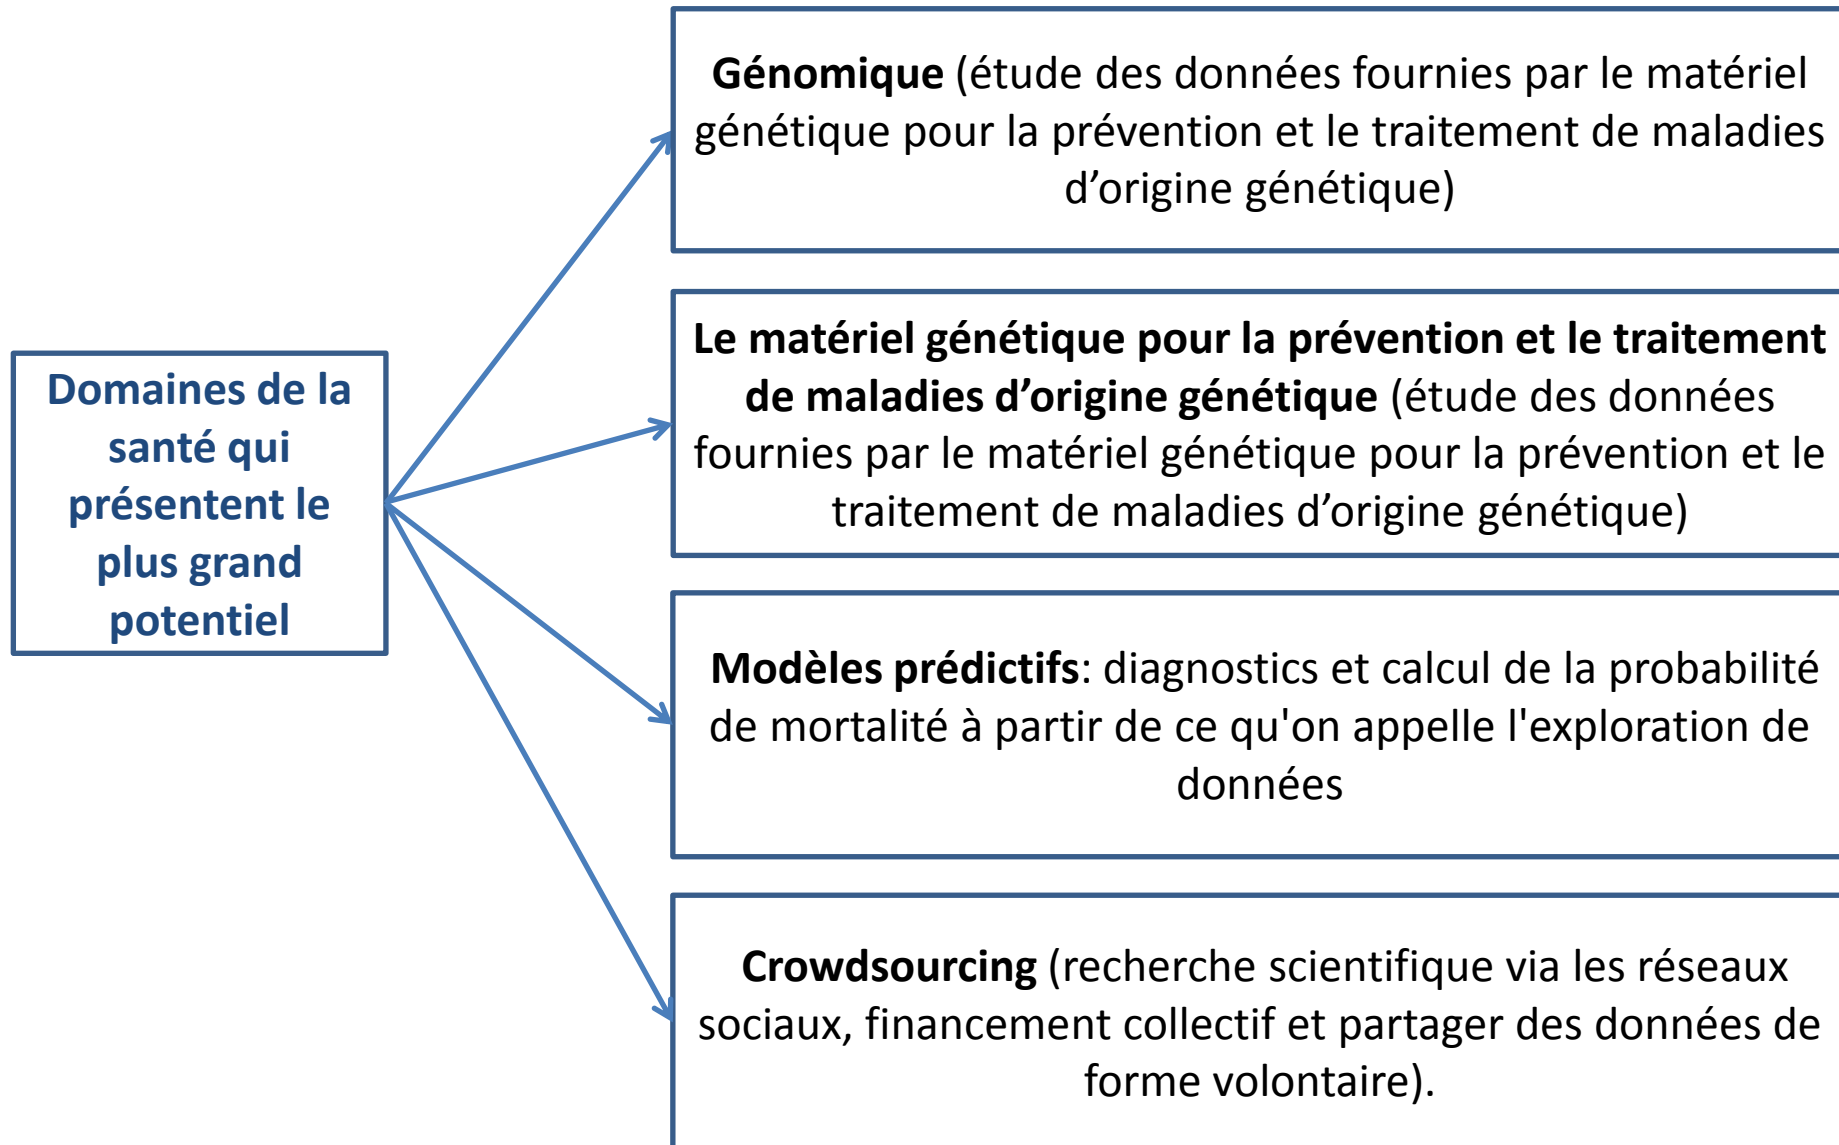 Domaines de la
santé qui
présentent le
plus grand
potentiel
Génomique (étude des données fournies par le matériel
génétique pour la prévention et le traitement de maladies
d’origine génétique)
Le matériel génétique pour la prévention et le traitement
de maladies d’origine génétique (étude des données
fournies par le matériel génétique pour la prévention et le
traitement de maladies d’origine génétique)
Modèles prédictifs: diagnostics et calcul de la probabilité
de mortalité à partir de ce qu'on appelle l'exploration de
données
Crowdsourcing (recherche scientifique via les réseaux
sociaux, financement collectif et partager des données de
forme volontaire).